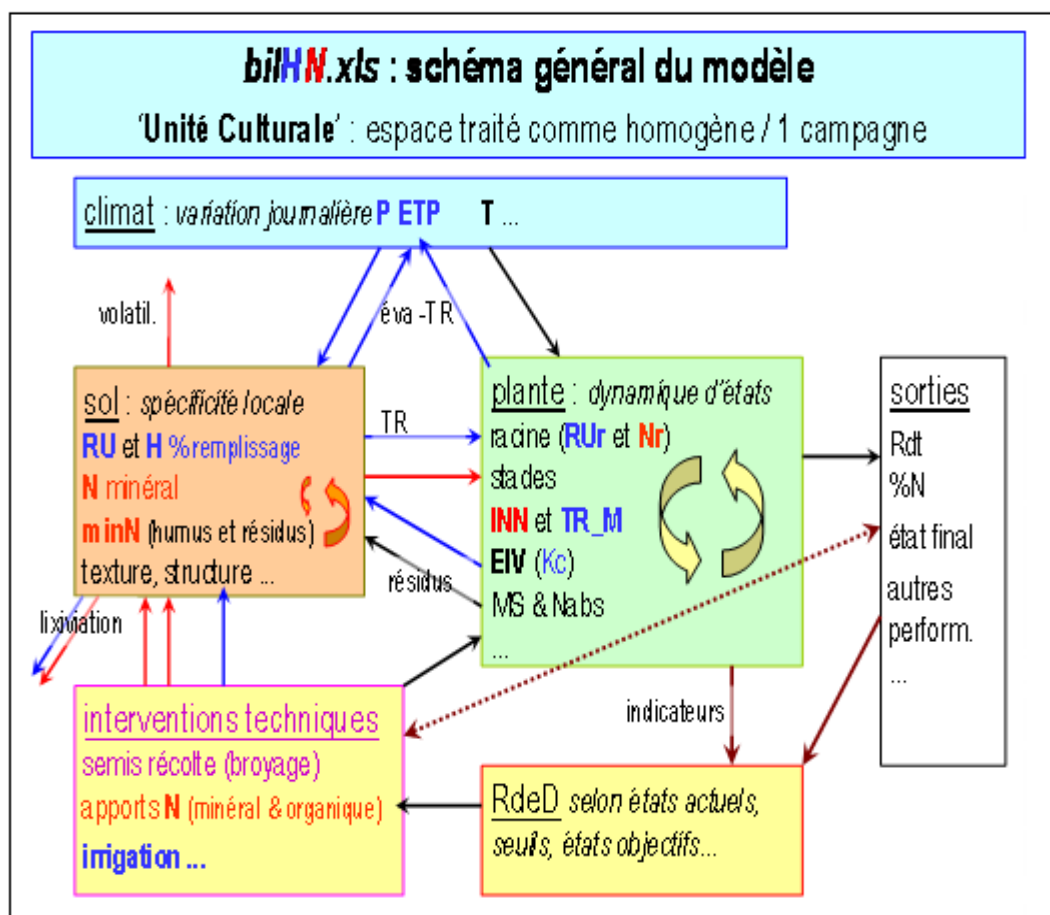 bilHN.xls : schéma général du modèle
'Unité Culturale' : espace traité comme homogène / 1 campagne
climat : variation journalière P ETP T ...
volatil.
éva -TR
sol : spécificité locale
RU et H % remplissage
N minéral
minN (humus et résidus)
texture, structure ...
TR
résidus
lixiviation
plante : dynamique d'états
racine (RUr et Nr)
stades
INN et TR_M
EIV (Kc)
MS & Nabs
...
sorties
Rdt
%N
état final
autres
perform.
...
indicateurs
interventions techniques
semis récolte (broyage)
apports N (minéral & organique)
irrigation ...
RdeD selon états actuels,
seuils, états objectifs...